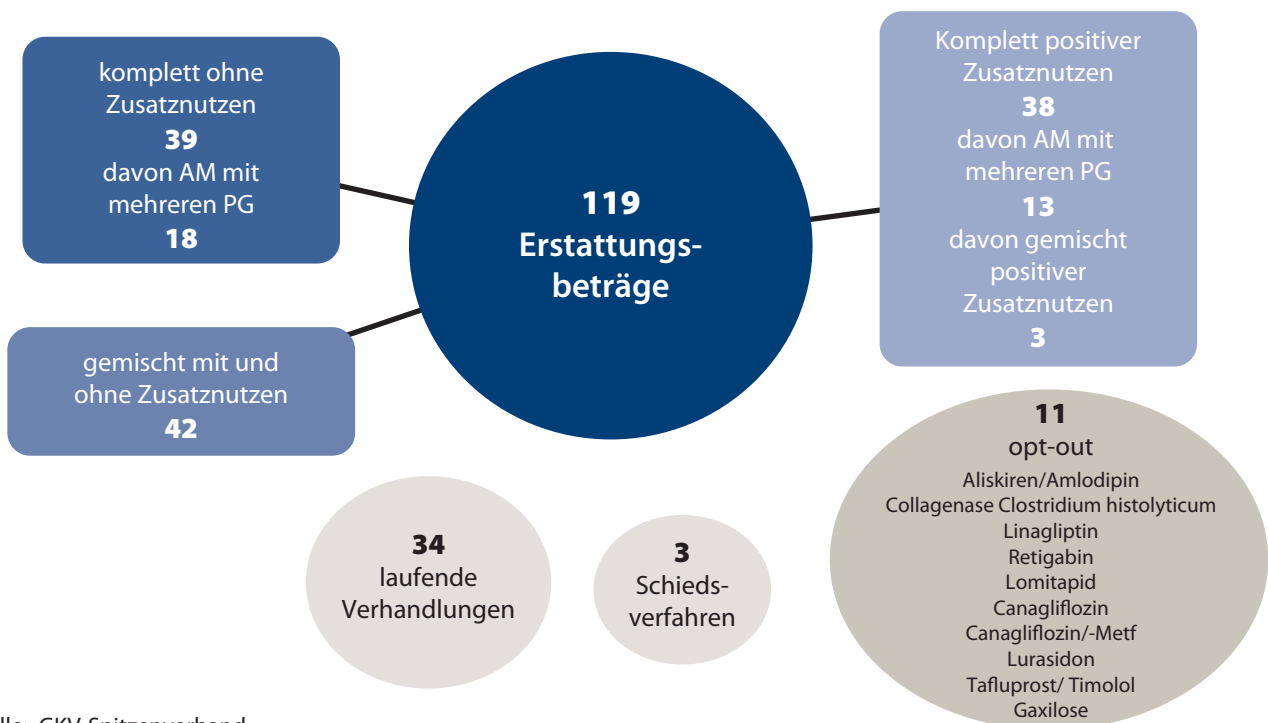 komplett ohne
Zusatznutzen
39
davon AM mit
mehreren PG
18
119
Erstattungs-
beträge
Komplett positiver
Zusatznutzen
38
davon AM mit
mehreren PG
13
davon gemischt
positiver
Zusatznutzen
3
gemischt mit und
ohne Zusatznutzen
42
34
laufende
Verhandlungen
3
Schieds-
verfahren
11
opt-out
Aliskiren/Amlodipin
Collagenase Clostridium histolyticum
Linagliptin
Retigabin
Lomitapid
Canagliflozin
Canagliflozin/-Metf
Lurasidon
Tafluprost/ Timolol
Gaxilose
GKV-Spitzenverband